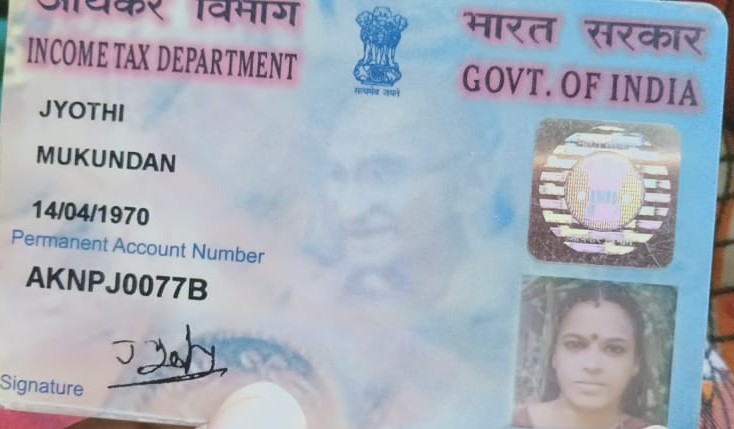 आयकर विभाग
INCOME TAX DEPARTMENT
सत्यमेव जयते
भारत सरकार
GOVT. OF INDIA
JYOTHI
MUKUNDAN
14/04/1970
Permanent Account Number
AKNPJ0077B
Signature